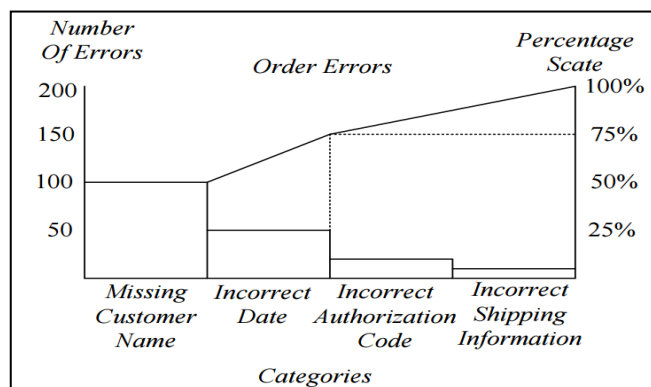 Number
Of Errors
Order Errors
Percentage
Scate
200
150
100
50
100%
75%
50%
25%
Missing
Customer
Name
Incorrect
Date
Incorrect
Authorization
Code
Incorrect
Shipping
Information
Categories